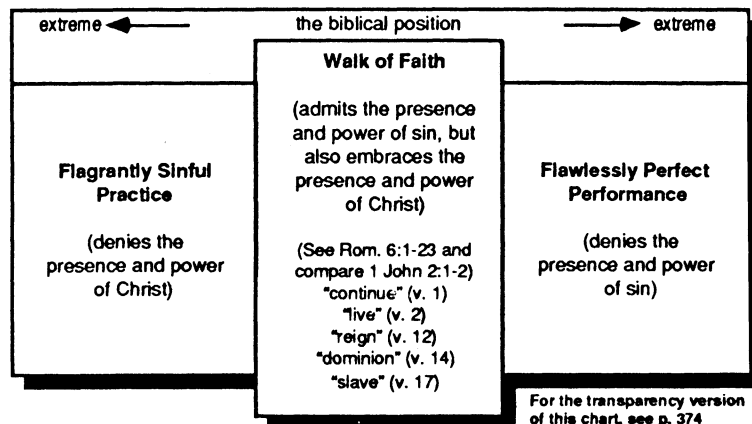 extreme the biblical position extreme
Flagrantly Sinful
Practice
(denies the
presence and power
of Christ)
Walk of Faith
(admits the presence
and power of sin, but
also embraces the
presence and power
of Christ)
(See Rom. 6:1-23 and
compare 1 John 2:1-2)
"continue" (v. 1)
"live" (v. 2)
"reign" (v. 12)
"dominion" (v. 14)
"slave" (v. 17)
Flawlessly Perfect
Performance
(denies the
presence and power
of sin)
For the transparency version
of this chart, see p. 374